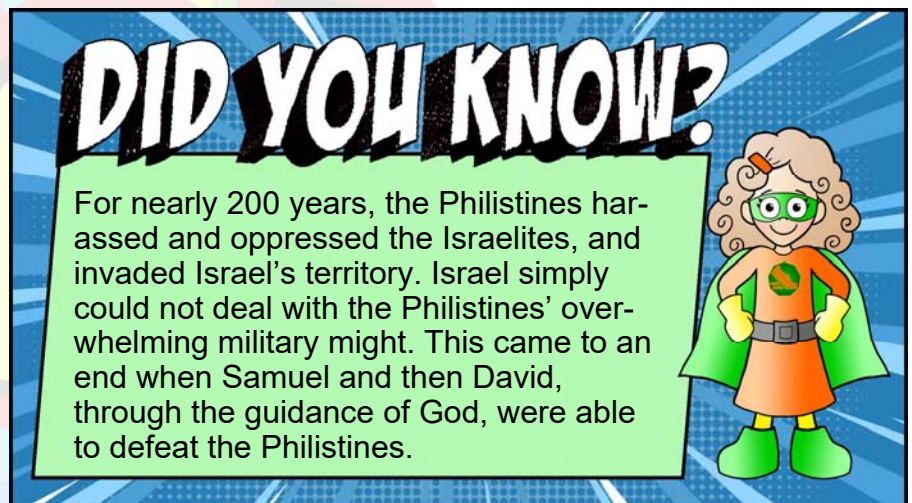 DID YOU KNOW?
For nearly 200 years, the Philistines har-
assed and oppressed the Israelites, and
invaded Israel’s territory. Israel simply
could not deal with the Philistines’ over-
whelming military might. This came to an
end when Samuel and then David,
through the guidance of God, were able
to defeat the Philistines.